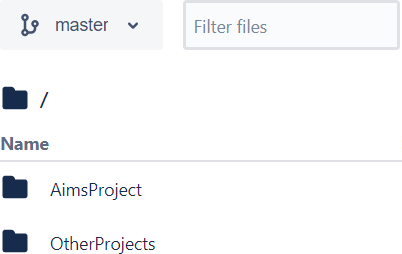 master Filter files
/
Name
AimsProject
OtherProjects